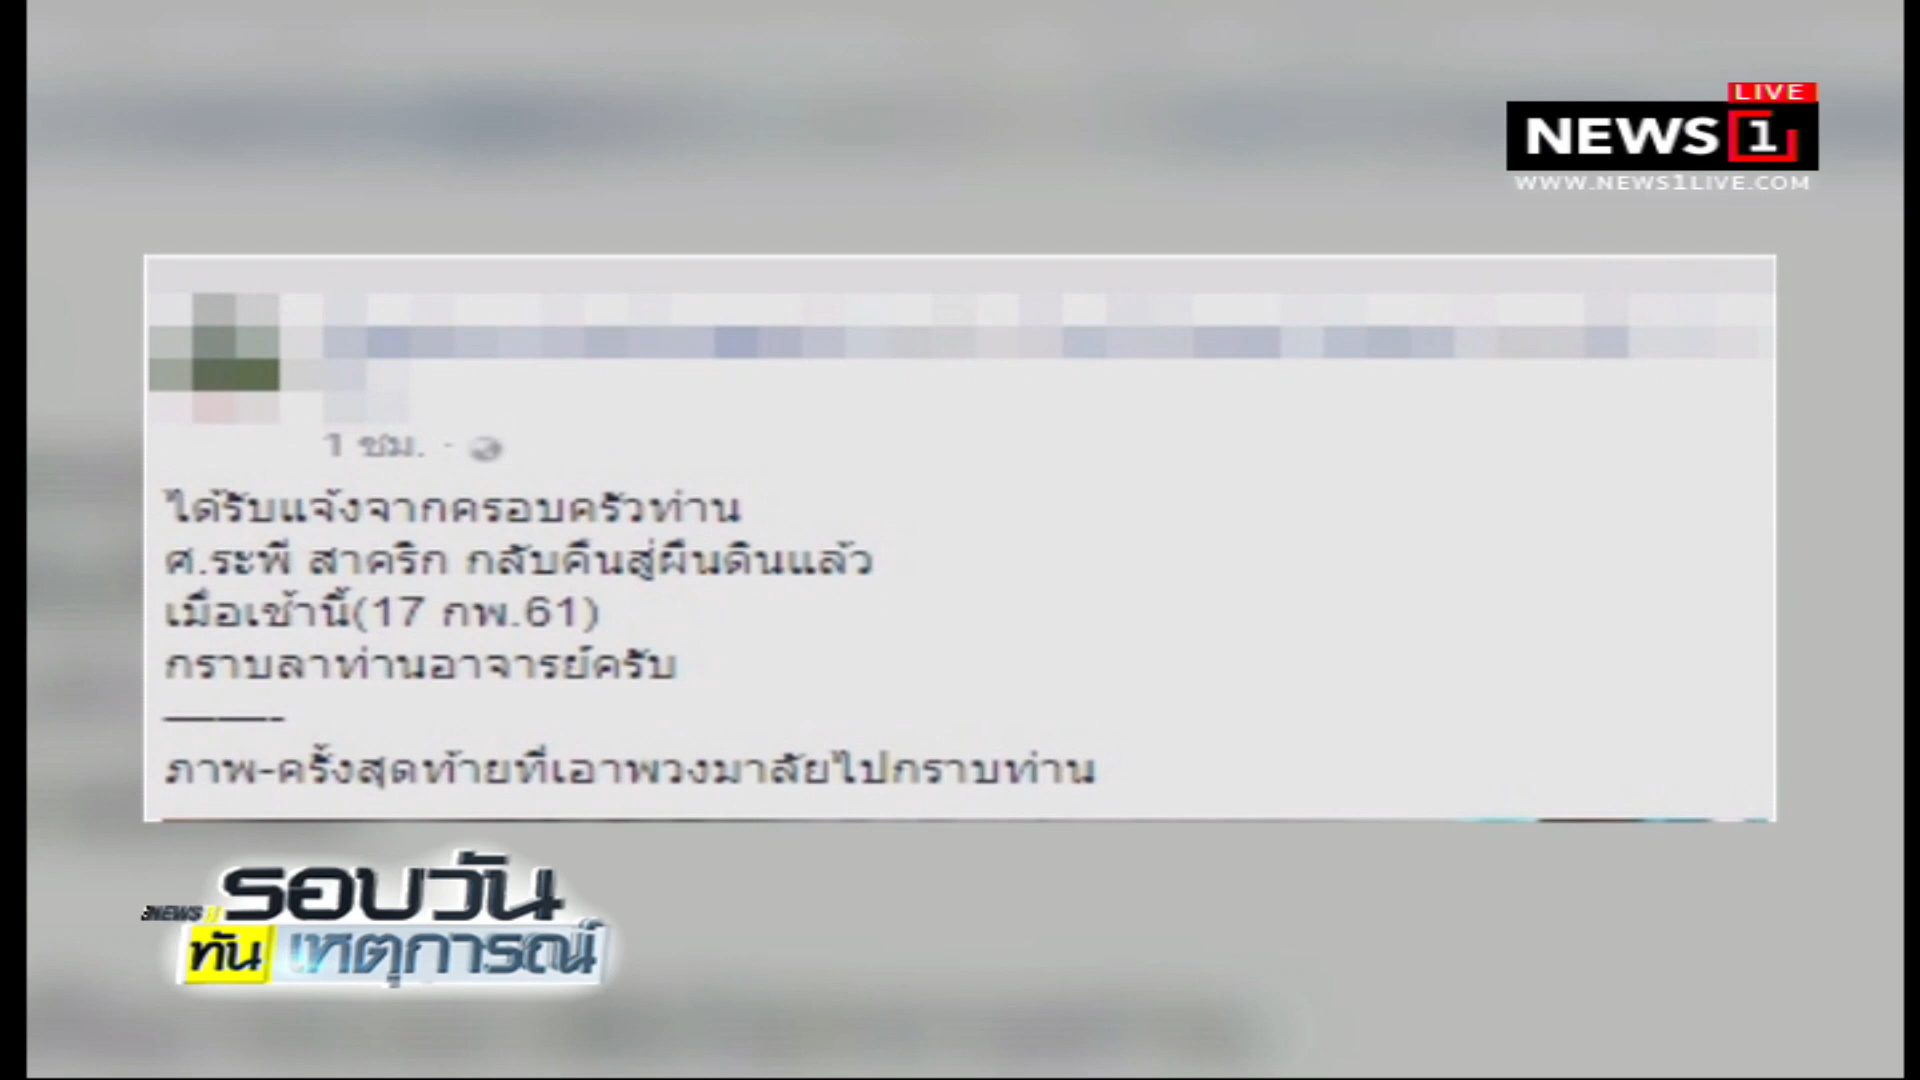 LIVE
NEWS 1
WWW.NEWS1LIVE.COM
1 ชม. ·
ได้รับแจ้งจากครอบครัวท่าน
ศ.ระพี สาคริก กลับคืนสู่ผืนดินแล้ว
เมื่อเช้านี้(17 กพ.61)
กราบลาท่านอาจารย์ครับ
———-
ภาพ-ครั้งสุดท้ายที่เอาพวงมาลัยไปกราบท่าน
NEWS 1 รอบวัน
ทัน เหตุการณ์